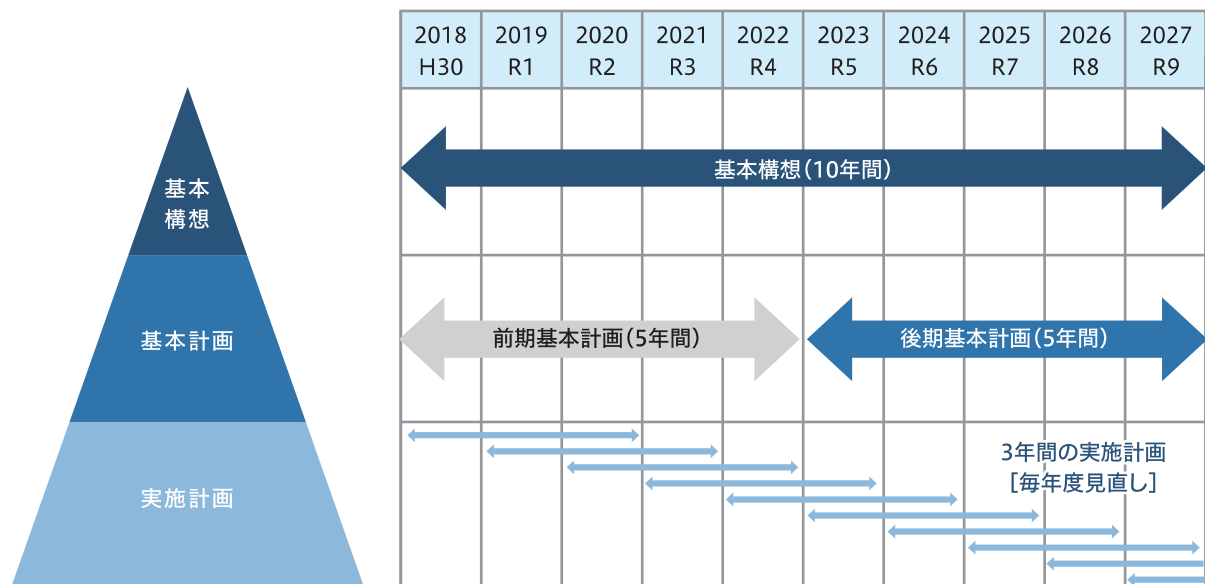 2018 2019 2020 2021 2022 2023 2024 2025 2026 2027
H30 R1 R2 R3 R4 R5 R6 R7 R8 R9
基本
構想
基本構想(10年間)
基本計画
前期基本計画(5年間)
後期基本計画(5年間)
実施計画
3年間の実施計画
[毎年度見直し]